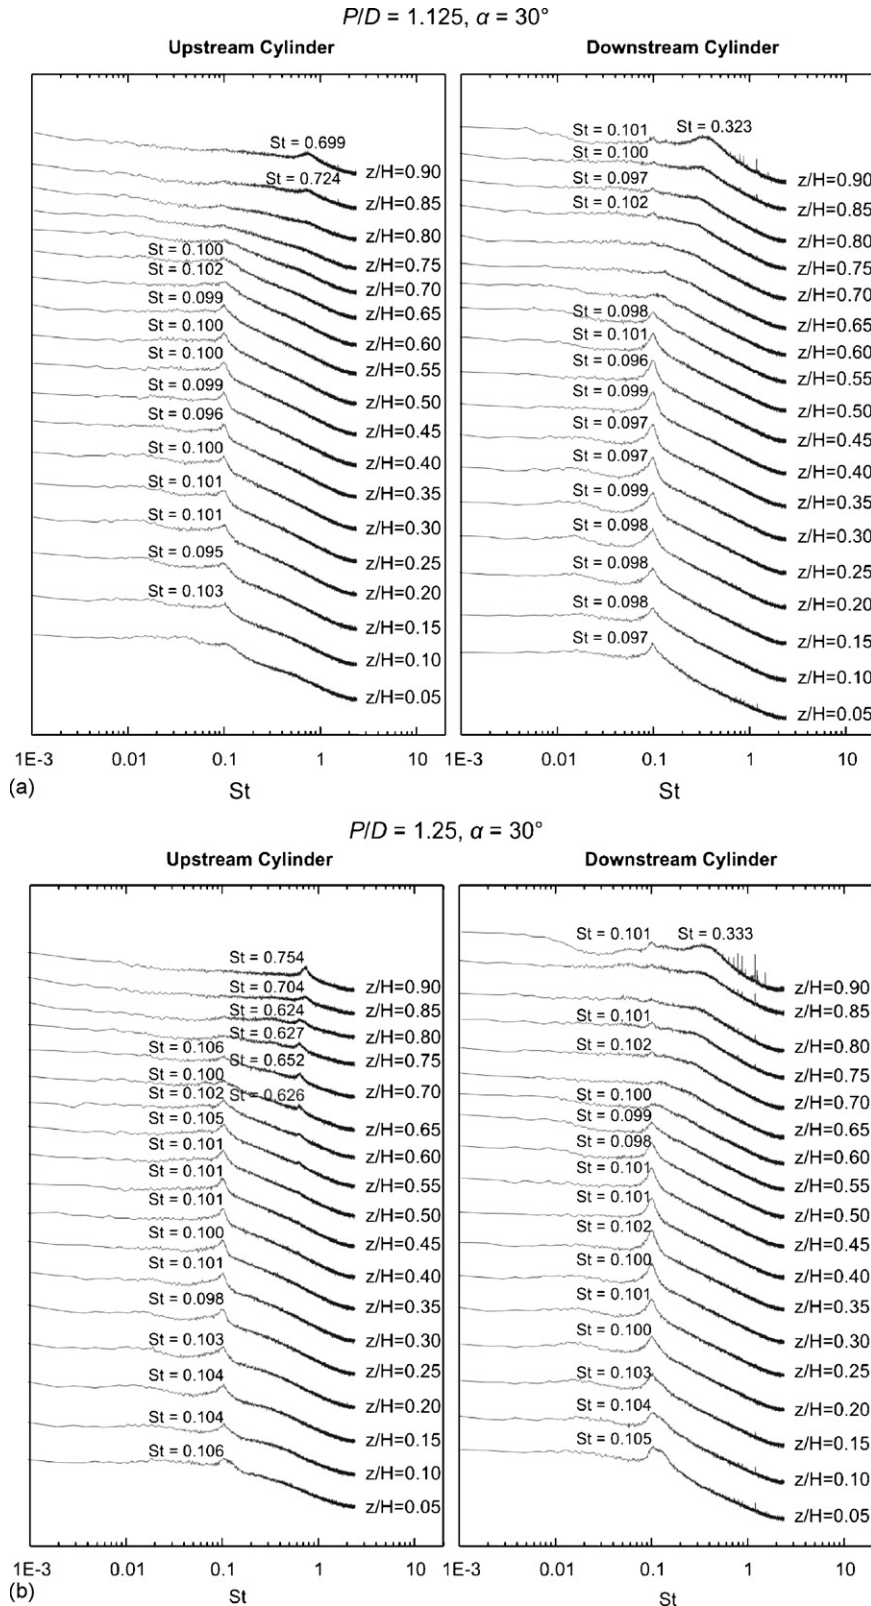 P/D = 1.125, α = 30°
Upstream Cylinder
Downstream Cylinder
St = 0.699
St = 0.724
St = 0.100
St = 0.102
St = 0.099
St = 0.100
St = 0.100
St = 0.099
St = 0.096
St = 0.100
St = 0.101
St = 0.101
St = 0.095
St = 0.103
z/H=0.90
z/H=0.85
z/H=0.80
z/H=0.75
z/H=0.70
z/H=0.65
z/H=0.60
z/H=0.55
z/H=0.50
z/H=0.45
z/H=0.40
z/H=0.35
z/H=0.30
z/H=0.25
z/H=0.20
z/H=0.15
z/H=0.10
z/H=0.05
1E-3 0.01 0.1 1 10
St
St = 0.101 St = 0.323
St = 0.100
St = 0.097
St = 0.102
St = 0.098
St = 0.101
St = 0.096
St = 0.099
St = 0.097
St = 0.097
St = 0.099
St = 0.098
St = 0.098
St = 0.098
St = 0.097
z/H=0.90
z/H=0.85
z/H=0.80
z/H=0.75
z/H=0.70
z/H=0.65
z/H=0.60
z/H=0.55
z/H=0.50
z/H=0.45
z/H=0.40
z/H=0.35
z/H=0.30
z/H=0.25
z/H=0.20
z/H=0.15
z/H=0.10
z/H=0.05
1E-3 0.01 0.1 1 10
St
(a)
P/D = 1.25, α = 30°
Upstream Cylinder
Downstream Cylinder
St = 0.754
St = 0.704
St = 0.624
St = 0.627
St = 0.106
St = 0.652
St = 0.100
St = 0.102 St = 0.626
St = 0.105
St = 0.101
St = 0.101
St = 0.101
St = 0.100
St = 0.101
St = 0.098
St = 0.103
St = 0.104
St = 0.104
St = 0.106
z/H=0.90
z/H=0.85
z/H=0.80
z/H=0.75
z/H=0.70
z/H=0.65
z/H=0.60
z/H=0.55
z/H=0.50
z/H=0.45
z/H=0.40
z/H=0.35
z/H=0.30
z/H=0.25
z/H=0.20
z/H=0.15
z/H=0.10
z/H=0.05
1E-3 0.01 0.1 1 10
St
St = 0.101 St = 0.333
St = 0.101
St = 0.102
St = 0.100
St = 0.099
St = 0.098
St = 0.101
St = 0.101
St = 0.102
St = 0.100
St = 0.101
St = 0.100
St = 0.103
St = 0.104
St = 0.105
z/H=0.90
z/H=0.85
z/H=0.80
z/H=0.75
z/H=0.70
z/H=0.65
z/H=0.60
z/H=0.55
z/H=0.50
z/H=0.45
z/H=0.40
z/H=0.35
z/H=0.30
z/H=0.25
z/H=0.20
z/H=0.15
z/H=0.10
z/H=0.05
1E-3 0.01 0.1 1 10
St
(b)